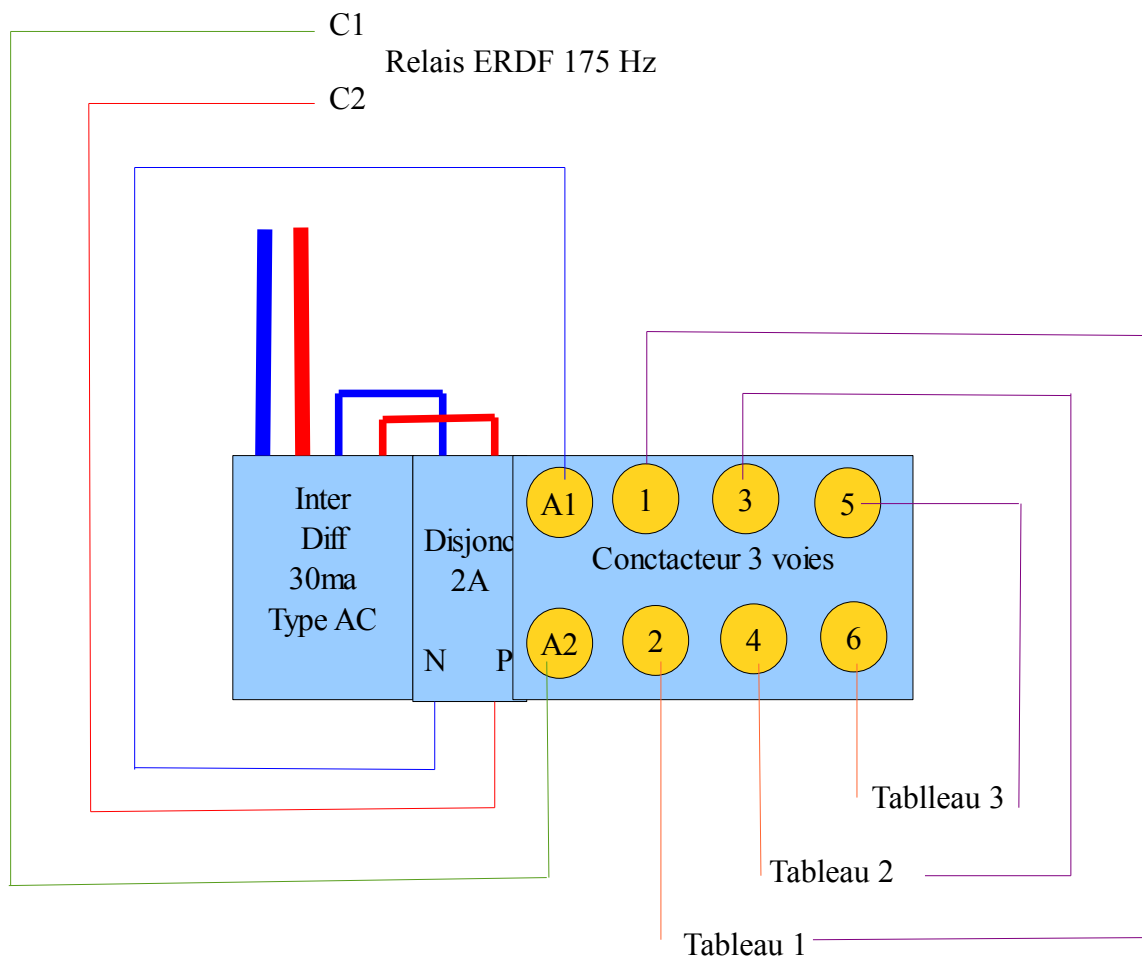 C1
Relais ERDF 175 Hz
C2
Inter
Diff
30ma
Type AC
Disjonc
2A
N P
A1 1 3 5
Conctacteur 3 voies
A2 2 4 6
Tablleau 3
Tableau 2
Tableau 1